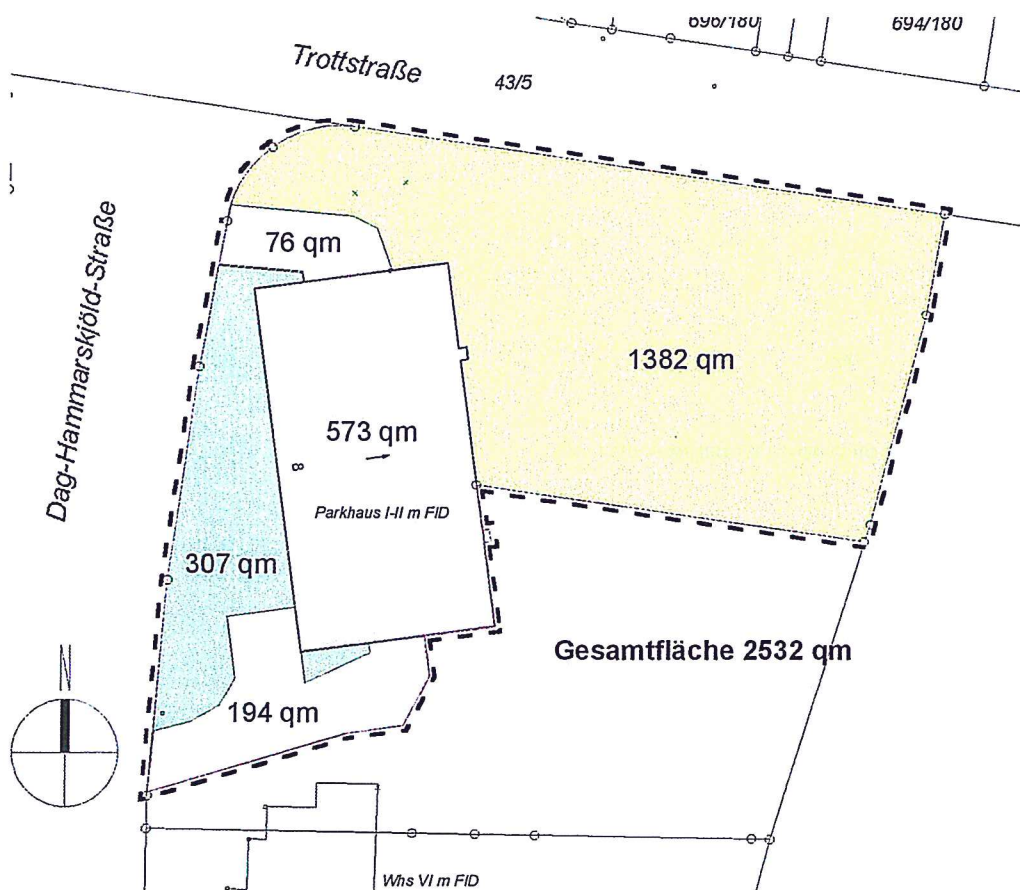 696/180
694/180
Trottstraße
43/5
Dag-Hammarskjöld-Straße
76 qm
1382 qm
573 qm
8
Parkhaus I-II m FlD
307 qm
Gesamtfläche 2532 qm
194 qm
N
Whs VI m FlD